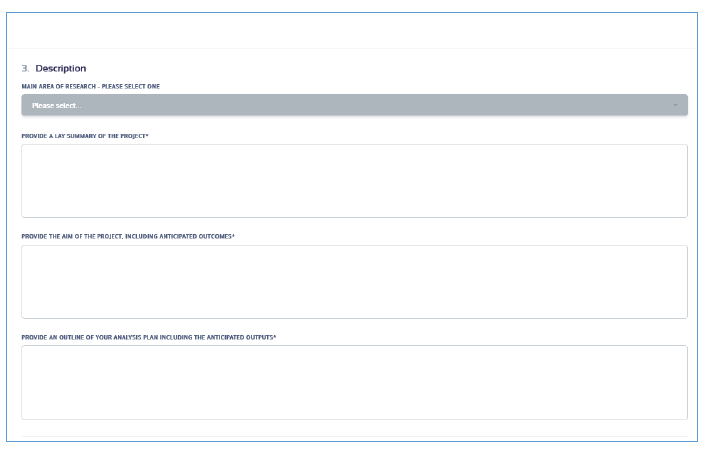 3. Description
MAIN AREA OF RESEARCH - PLEASE SELECT ONE
Please select...
PROVIDE A LAY SUMMARY OF THE PROJECT*
PROVIDE THE AIM OF THE PROJECT, INCLUDING ANTICIPATED OUTCOMES*
PROVIDE AN OUTLINE OF YOUR ANALYSIS PLAN INCLUDING THE ANTICIPATED OUTPUTS*